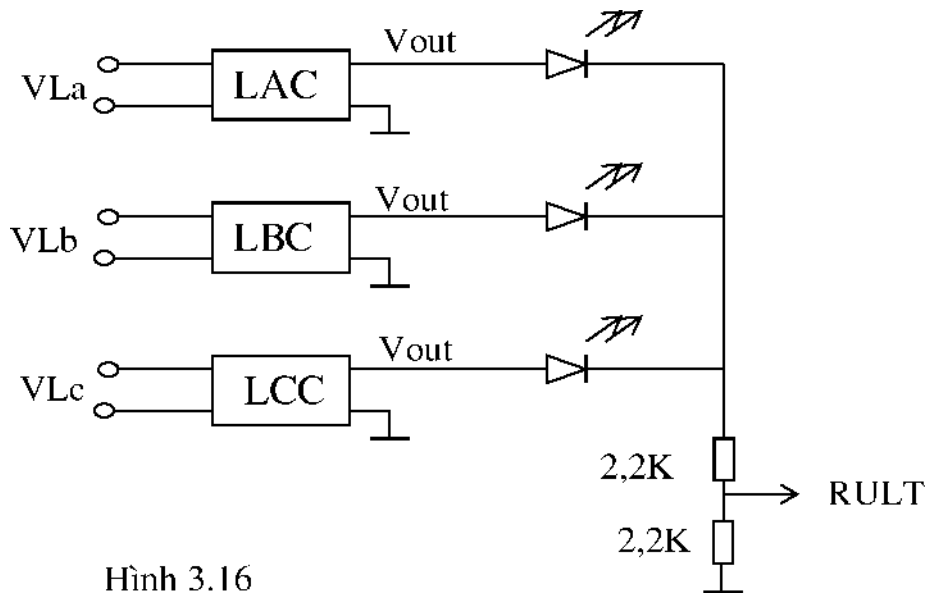 Vout
VLa
LAC
Vout
VLb
LBC
Vout
VLc
LCC
2,2K
RULT
2,2K
Hình 3.16